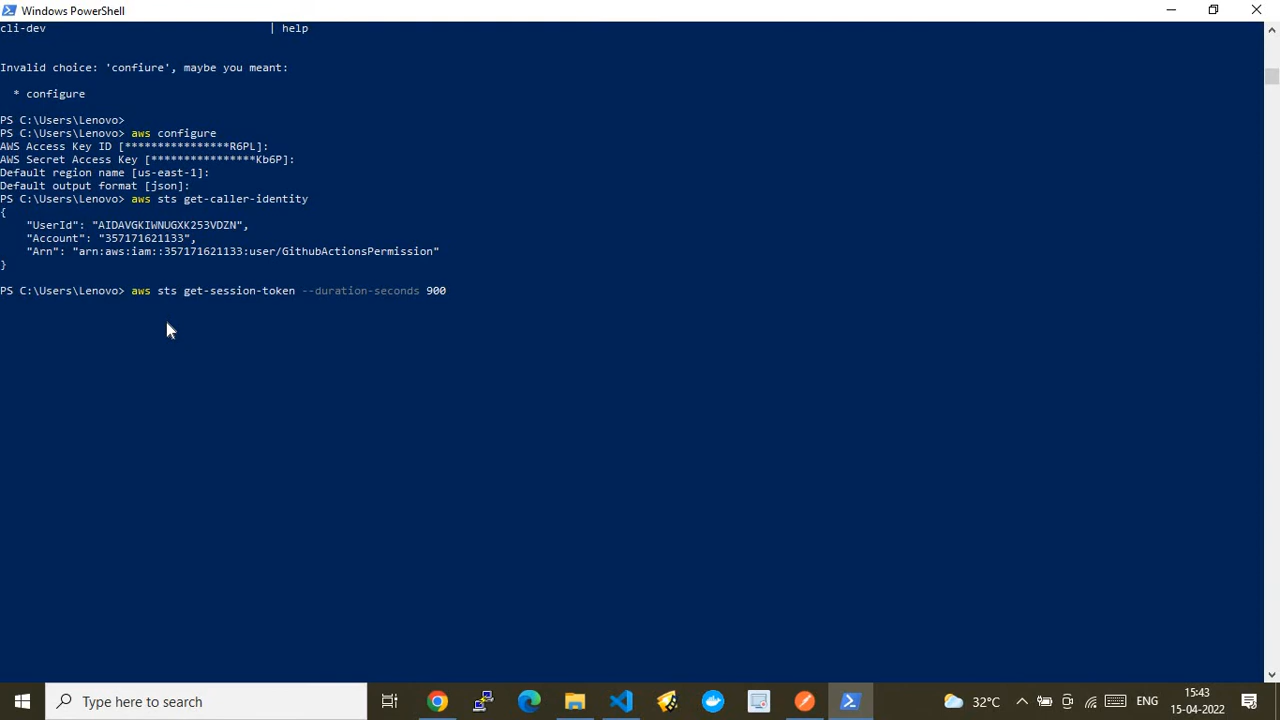 Windows PowerShell
cli-dev | help
Invalid choice: 'confiure', maybe you meant:
* configure
PS C:\Users\Lenovo>
PS C:\Users\Lenovo> aws configure
AWS Access Key ID [****************R6PL]:
AWS Secret Access Key [****************Kb6P]:
Default region name [us-east-1]:
Default output format [json]:
PS C:\Users\Lenovo> aws sts get-caller-identity
{
"UserId": "AIDAVGKIWNUGXK253VDZN",
"Account": "357171621133",
"Arn": "arn:aws:iam::357171621133:user/GithubActionsPermission"
}
PS C:\Users\Lenovo> aws sts get-session-token --duration-seconds 900
Type here to search
32°C
ENG
15:43
15-04-2022